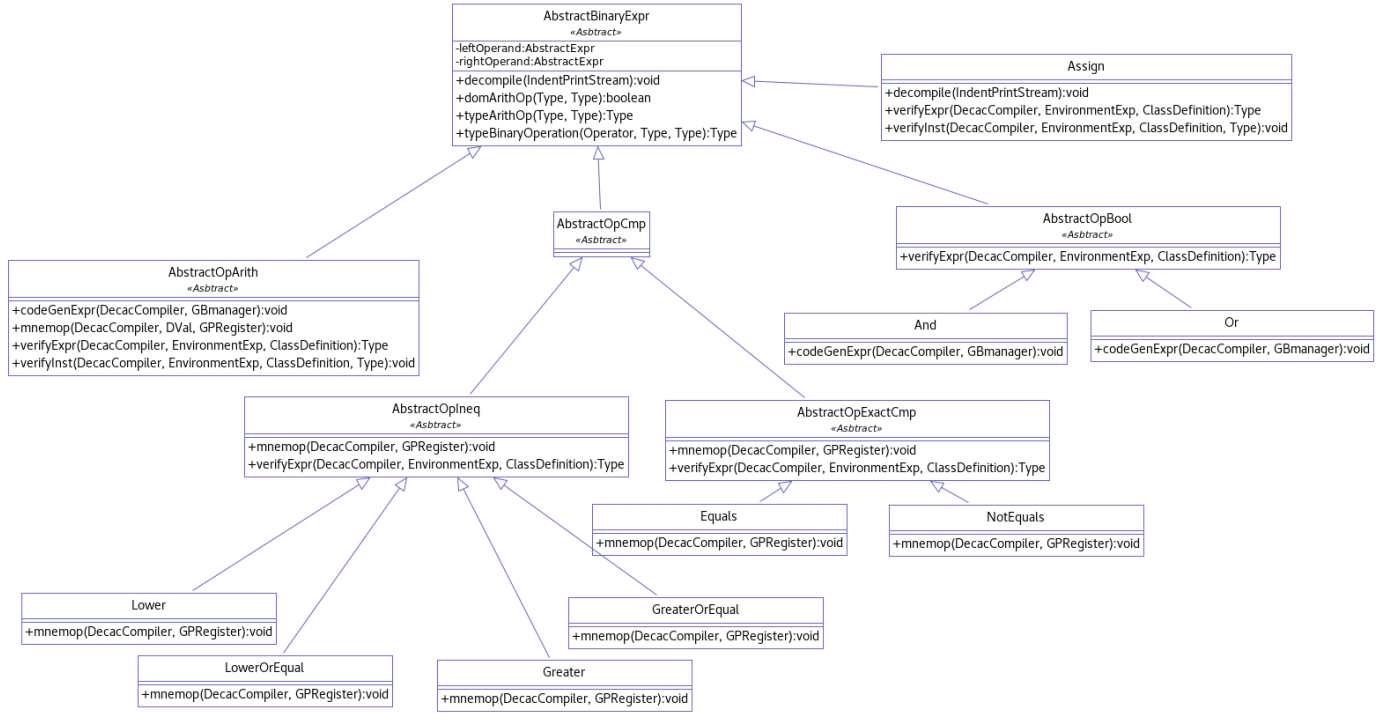 AbstractBinaryExpr
«Asbtract»
-leftOperand:AbstractExpr
-rightOperand:AbstractExpr
+decompile(IndentPrintStream):void
+domArithOp(Type, Type):boolean
+typeArithOp(Type, Type):Type
+typeBinaryOperation(Operator, Type, Type):Type
Assign
+decompile(IndentPrintStream):void
+verifyExpr(DecacCompiler, EnvironmentExp, ClassDefinition):Type
+verifyInst(DecacCompiler, EnvironmentExp, ClassDefinition, Type):void
AbstractOpCmp
«Asbtract»
AbstractOpBool
«Asbtract»
+verifyExpr(DecacCompiler, EnvironmentExp, ClassDefinition):Type
AbstractOpArith
«Asbtract»
+codeGenExpr(DecacCompiler, GBmanager):void
+mnemop(DecacCompiler, DVal, GPRegister):void
+verifyExpr(DecacCompiler, EnvironmentExp, ClassDefinition):Type
+verifyInst(DecacCompiler, EnvironmentExp, ClassDefinition, Type):void
And
+codeGenExpr(DecacCompiler, GBmanager):void
Or
+codeGenExpr(DecacCompiler, GBmanager):void
AbstractOpIneq
«Asbtract»
+mnemop(DecacCompiler, GPRegister):void
+verifyExpr(DecacCompiler, EnvironmentExp, ClassDefinition):Type
AbstractOpExactCmp
«Asbtract»
+mnemop(DecacCompiler, GPRegister):void
+verifyExpr(DecacCompiler, EnvironmentExp, ClassDefinition):Type
Equals
+mnemop(DecacCompiler, GPRegister):void
NotEquals
+mnemop(DecacCompiler, GPRegister):void
Lower
+mnemop(DecacCompiler, GPRegister):void
GreaterOrEqual
+mnemop(DecacCompiler, GPRegister):void
LowerOrEqual
+mnemop(DecacCompiler, GPRegister):void
Greater
+mnemop(DecacCompiler, GPRegister):void